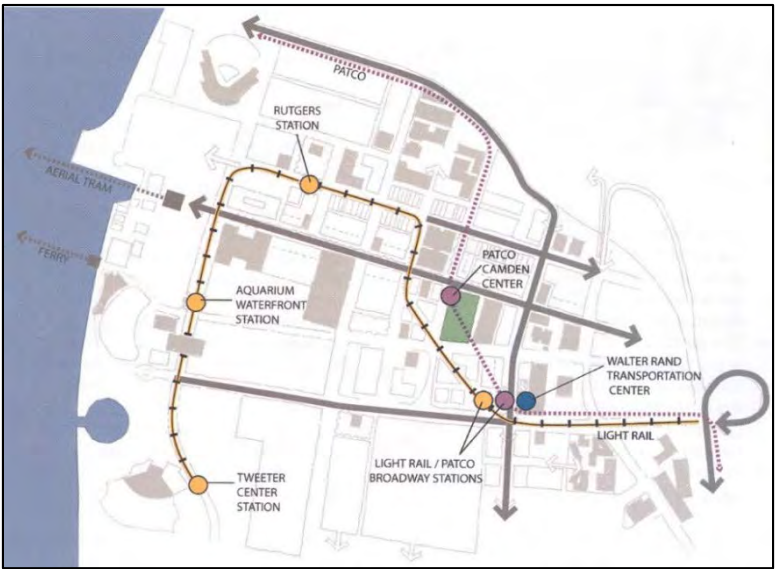 PATCO
RUTGERS
STATION
AERIAL TRAM
FERRY
PATCO
CAMDEN
CENTER
AQUARIUM
WATERFRONT
STATION
WALTER RAND
TRANSPORTATION
CENTER
LIGHT RAIL
LIGHT RAIL / PATCO
BROADWAY STATIONS
TWEETER
CENTER
STATION